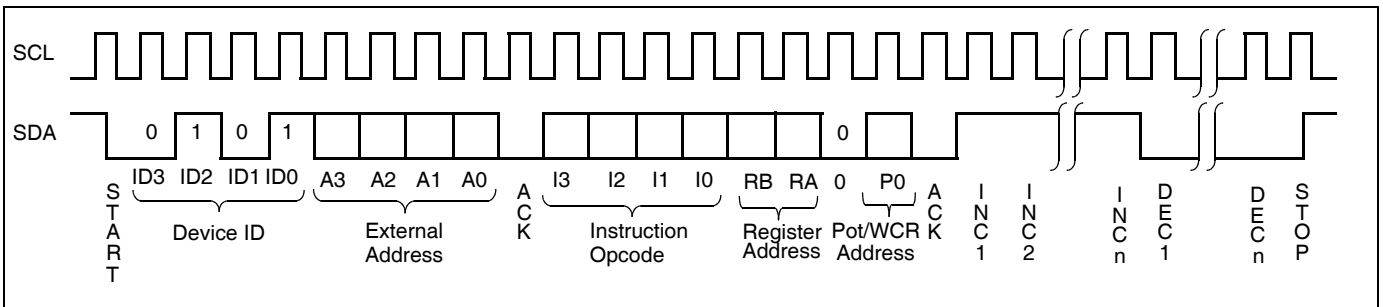 SCL
SDA
0 1 0 1 0
ID3 ID2 ID1 ID0 A3 A2 A1 A0 I3 I2 I1 I0 RB RA 0 P0
START
Device ID
External
Address
ACK
Instruction
Opcode
Register
Address
Pot/WCR
Address
ACK
INC1
INC2
INCn
DEC1
DECn
STOP